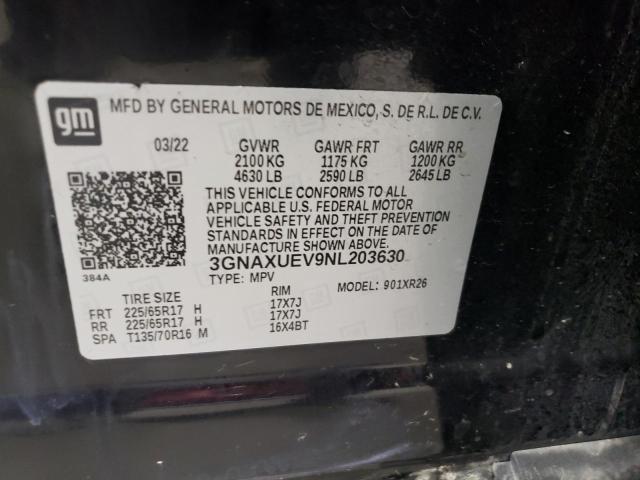 gm
MFD BY GENERAL MOTORS DE MEXICO, S. DE R.L. DE C.V.
03/22 GVWR GAWR FRT GAWR RR
2100 KG 1175 KG 1200 KG
4630 LB 2590 LB 2645 LB
THIS VEHICLE CONFORMS TO ALL
APPLICABLE U.S. FEDERAL MOTOR
VEHICLE SAFETY AND THEFT PREVENTION
STANDARDS IN EFFECT ON THE DATE OF
MANUFACTURE SHOWN ABOVE.
384A
3GNAXUEV9NL203630
TYPE: MPV MODEL: 901XR26
TIRE SIZE RIM
FRT 225/65R17 H 17X7J
RR 225/65R17 H 17X7J
SPA T135/70R16 M 16X4BT